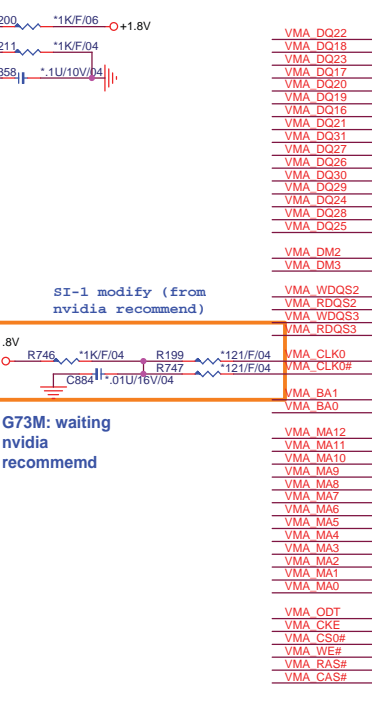 200 *1K/F/06 +1.8V
211 *1K/F/04
358 *.1U/10V/04
SI-1 modify (from
nvidia recommend)
.8V
R746 *1K/F/04 R199 *121/F/04
R747 *121/F/04
C884 *.01U/16V/04
G73M: waiting
nvidia
recommemd
VMA_DQ22
VMA_DQ18
VMA_DQ23
VMA_DQ17
VMA_DQ20
VMA_DQ19
VMA_DQ16
VMA_DQ21
VMA_DQ31
VMA_DQ27
VMA_DQ26
VMA_DQ30
VMA_DQ29
VMA_DQ24
VMA_DQ28
VMA_DQ25
VMA_DM2
VMA_DM3
VMA_WDQS2
VMA_RDQS2
VMA_WDQS3
VMA_RDQS3
VMA_CLK0
VMA_CLK0#
VMA_BA1
VMA_BA0
VMA_MA12
VMA_MA11
VMA_MA10
VMA_MA9
VMA_MA8
VMA_MA7
VMA_MA6
VMA_MA5
VMA_MA4
VMA_MA3
VMA_MA2
VMA_MA1
VMA_MA0
VMA_ODT
VMA_CKE
VMA_CS0#
VMA_WE#
VMA_RAS#
VMA_CAS#